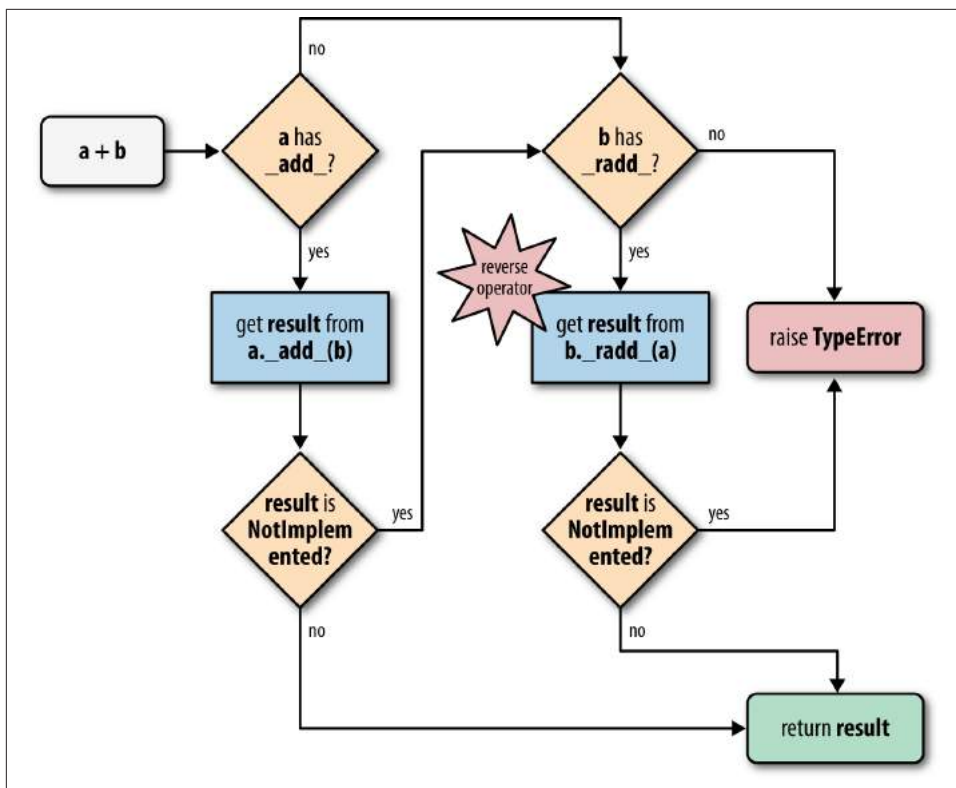 no
a + b
a has
_add_?
b has
_radd_?
no
yes
yes
reverse
operator
get result from
a._add_(b)
get result from
b._radd_(a)
raise TypeError
result is
NotImplem
ented?
yes
result is
NotImplem
ented?
yes
no
no
return result